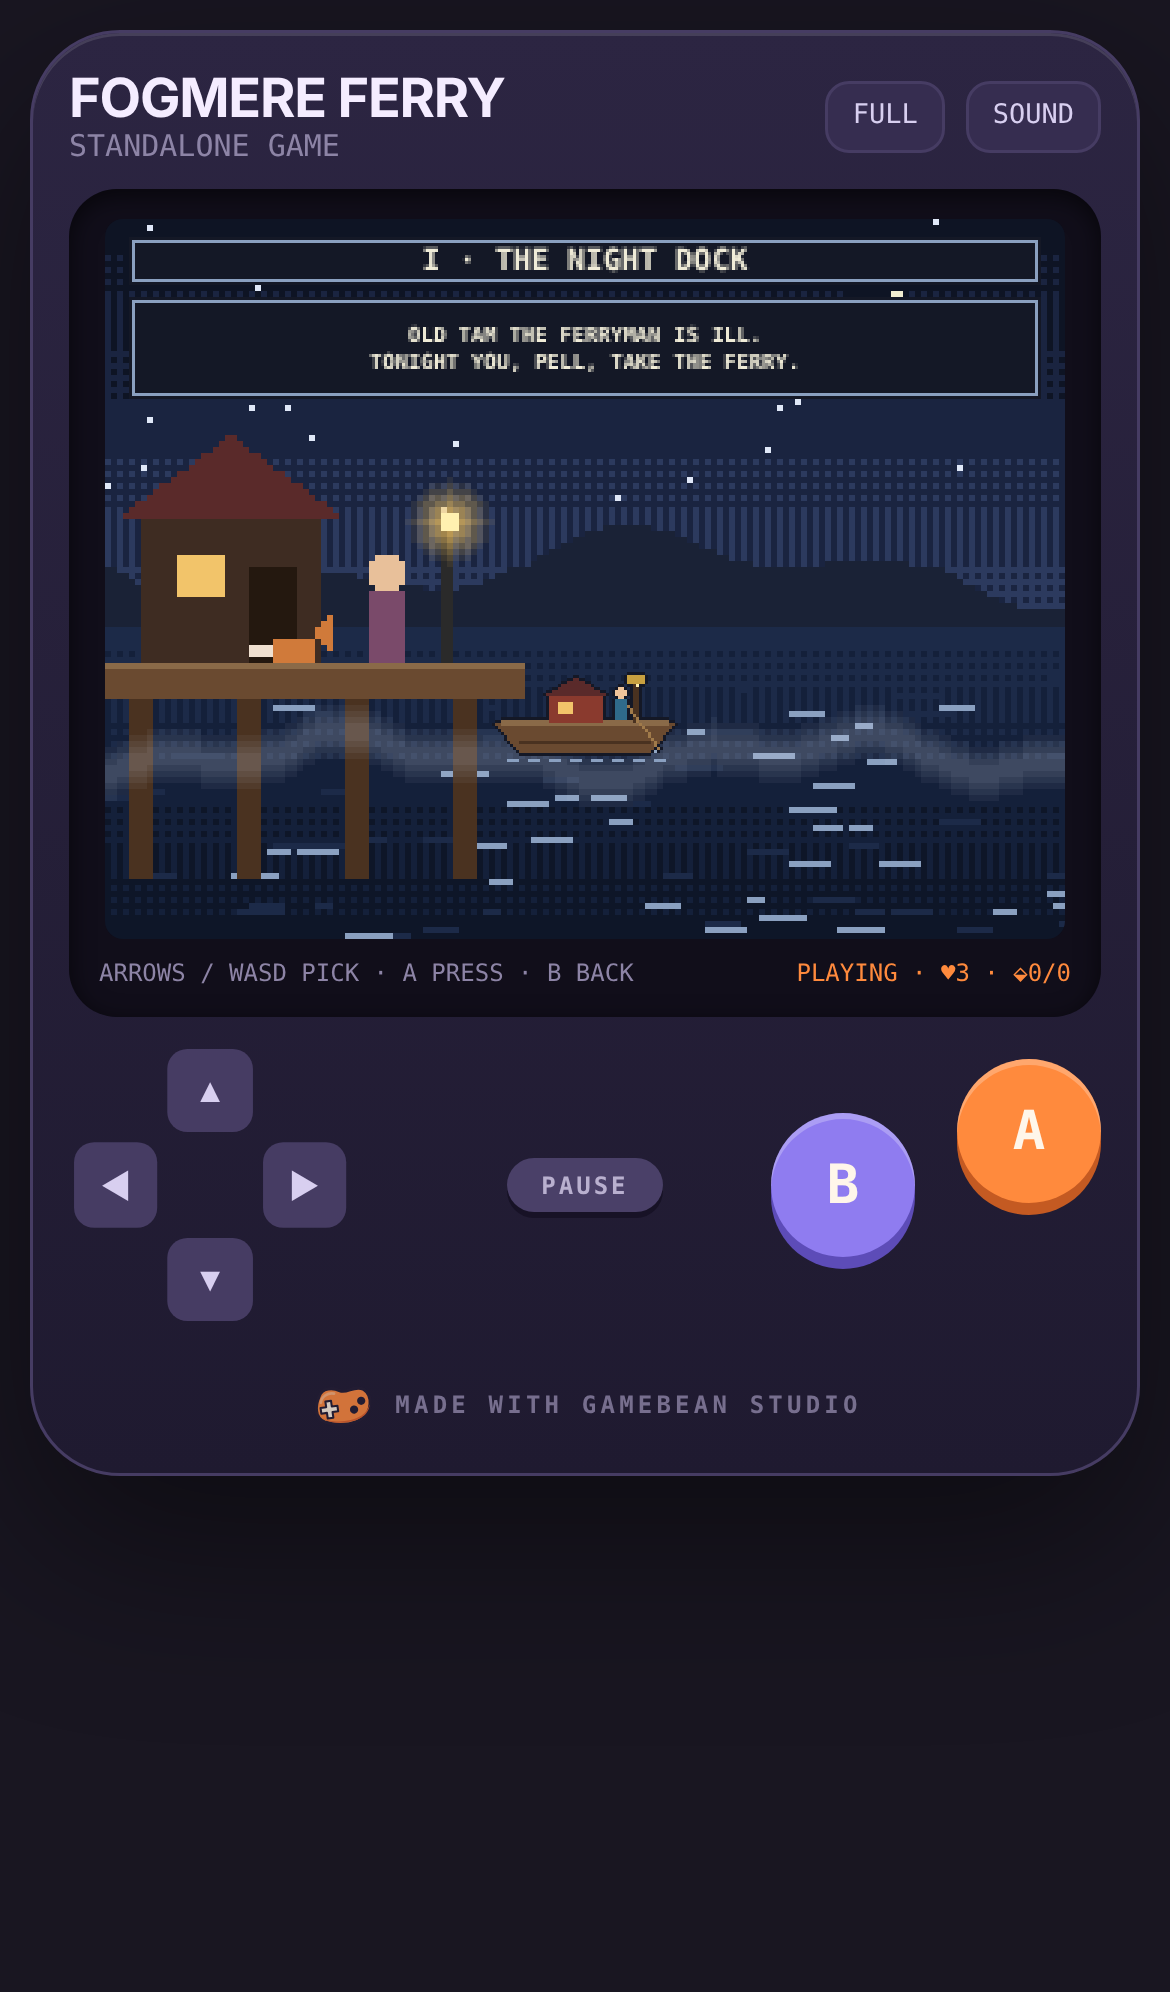 FOGMERE FERRY
STANDALONE GAME
FULL
SOUND
I · THE NIGHT DOCK
OLD TAM THE FERRYMAN IS ILL.
TONIGHT YOU, PELL, TAKE THE FERRY.
ARROWS / WASD PICK · A PRESS · B BACK
PLAYING · ♥3 · ⬙0/0
▲
◀
▶
▼
PAUSE
B
A
MADE WITH GAMEBEAN STUDIO